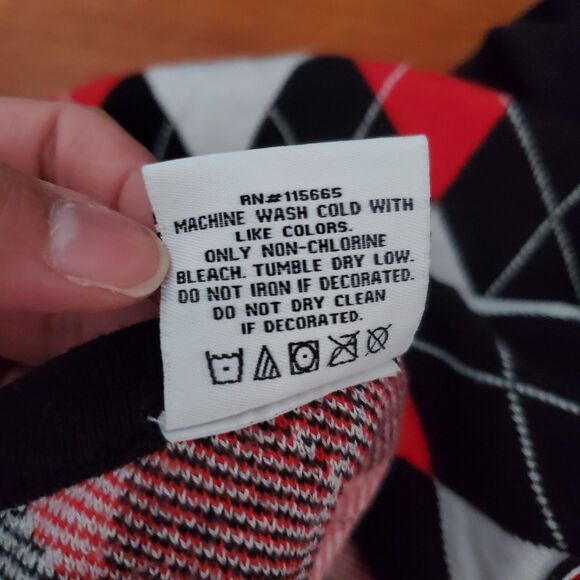 RN#115665
MACHINE WASH COLD WITH
LIKE COLORS.
ONLY NON-CHLORINE
BLEACH. TUMBLE DRY LOW.
DO NOT IRON IF DECORATED.
DO NOT DRY CLEAN
IF DECORATED.